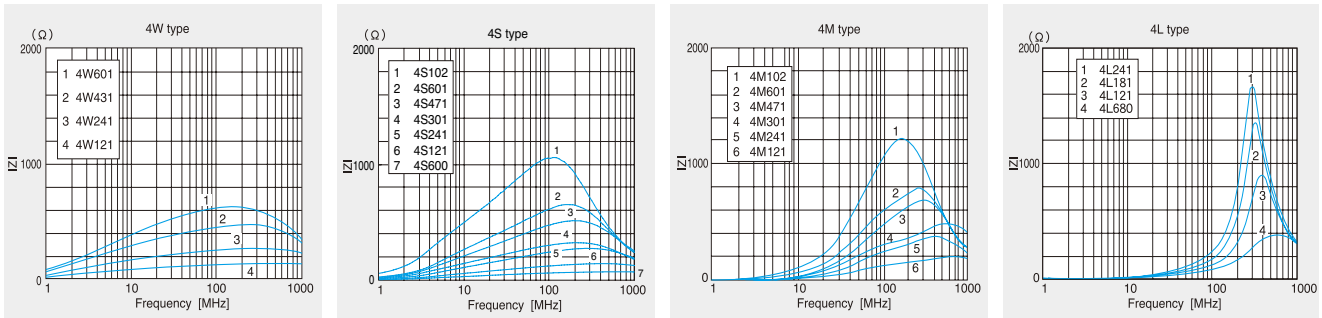 4W type
(Ω)
2000
1 4W601
2 4W431
3 4W241
4 4W121
1000
|Z|
1
2
3
4
0
1 10 100 1000
Frequency [MHz]
4S type
(Ω)
2000
1 4S102
2 4S601
3 4S471
4 4S301
5 4S241
6 4S121
7 4S600
1000
|Z|
1
2
3
4
5 6
7
0
1 10 100 1000
Frequency [MHz]
4M type
(Ω)
2000
1 4M102
2 4M601
3 4M471
4 4M301
5 4M241
6 4M121
1000
|Z|
1
2
3
4
5
6
0
1 10 100 1000
Frequency [MHz]
4L type
(Ω)
2000
1 4L241
2 4L181
3 4L121
4 4L680
1000
|Z|
1
2
3
4
0
1 10 100 1000
Frequency [MHz]